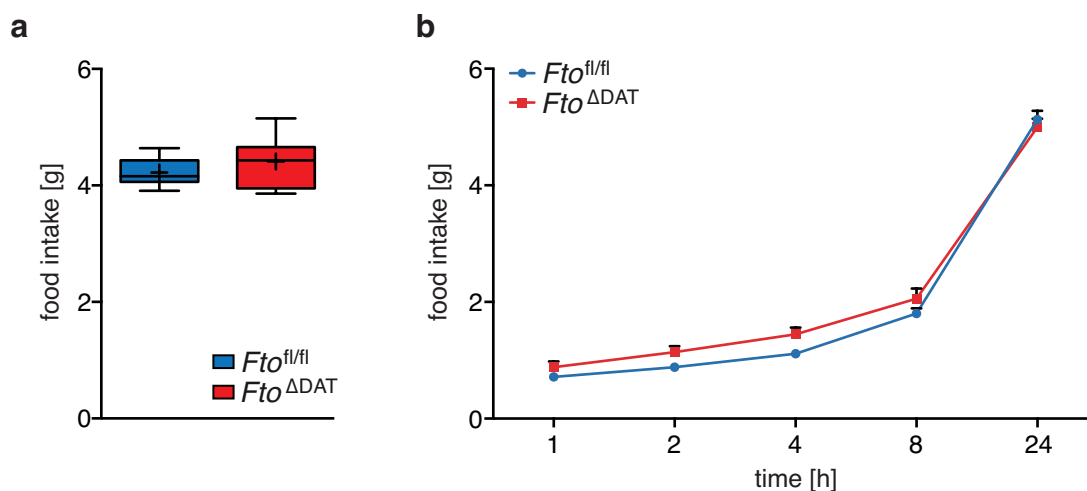 a
6
4
2
0
food intake [g]
Fto fl/fl
Fto ΔDAT
b
Fto fl/fl
Fto ΔDAT
6
4
2
0
food intake [g]
1 2 4 8 24
time [h]